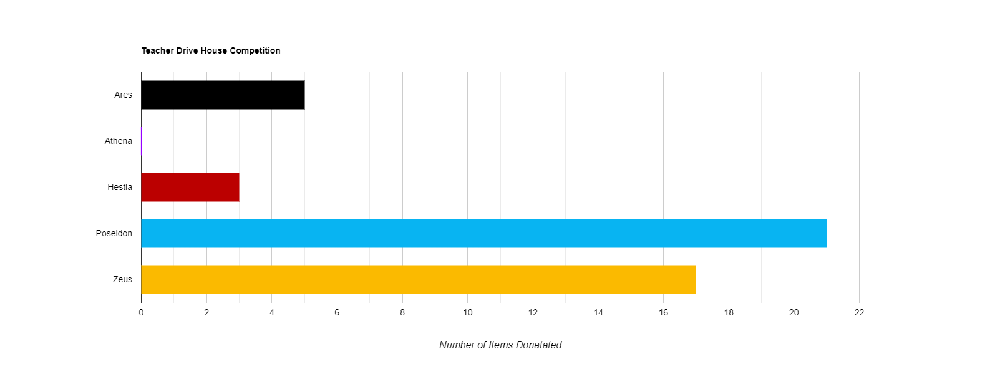 Teacher Drive House Competition
Ares
Athena
Hestia
Poseidon
Zeus
0 2 4 6 8 10 12 14 16 18 20 22
Number of Items Donatated